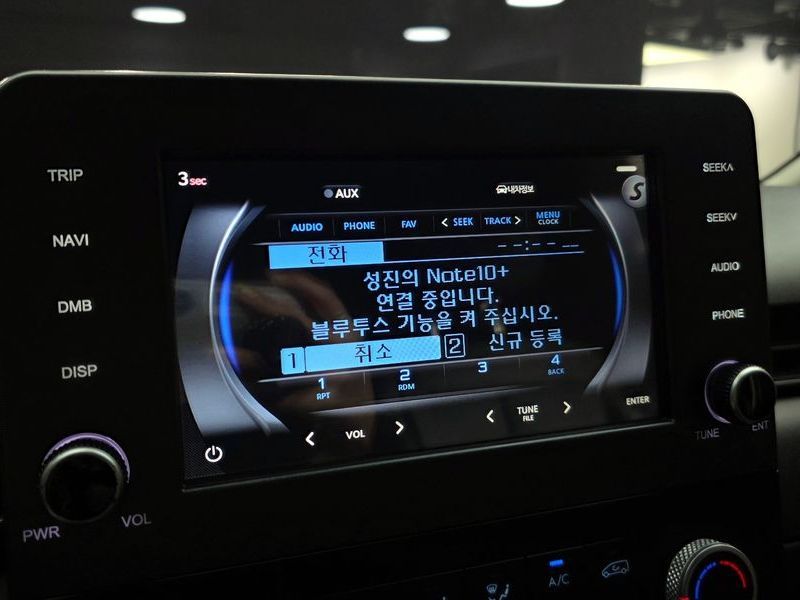 TRIP
NAVI
DMB
DISP
PWR
VOL
3sec
AUX
내차정보
S
AUDIO PHONE FAV < SEEK TRACK > MENU
CLOCK
전화 --:-- --
성진의 Note10+
연결 중입니다.
블루투스 기능을 켜 주십시오.
1 취소 2 신규 등록
1 2 3 4
RPT RDM BACK
< VOL > < TUNE >
FILE
ENTER
SEEK∧
SEEK∨
AUDIO
PHONE
TUNE
ENT
A/C